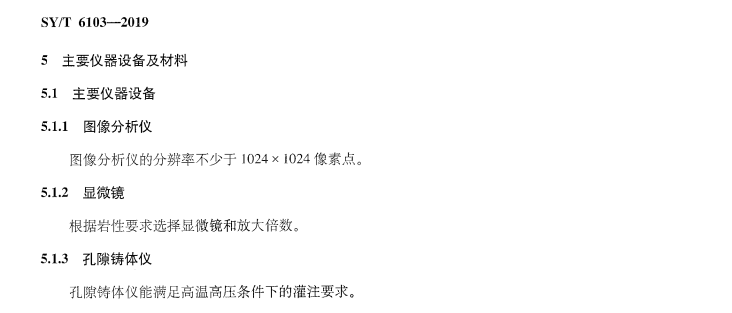 SY/T 6103—2019
5 主要仪器设备及材料
5.1 主要仪器设备
5.1.1 图像分析仪
图像分析仪的分辨率不少于 1024 × 1024 像素点。
5.1.2 显微镜
根据岩性要求选择显微镜和放大倍数。
5.1.3 孔隙铸体仪
孔隙铸体仪能满足高温高压条件下的灌注要求。